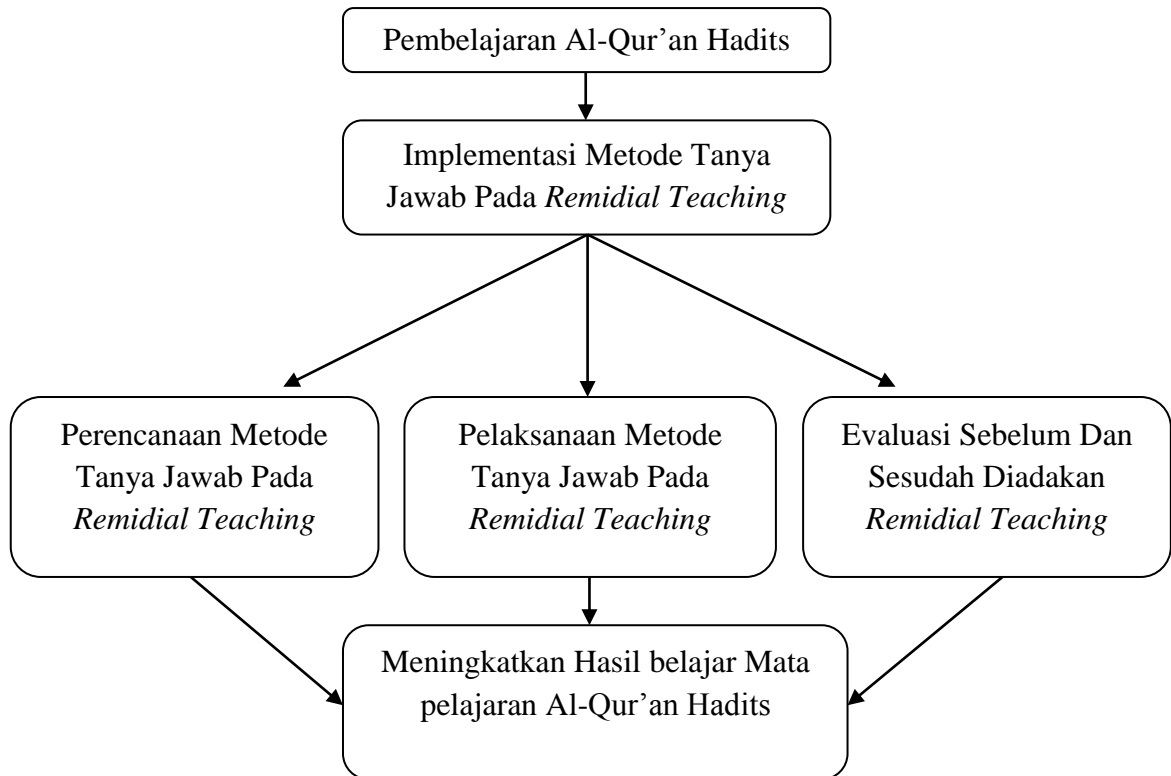 Pembelajaran Al-Qur’an Hadits
Implementasi Metode Tanya
Jawab Pada Remidial Teaching
Perencanaan Metode
Tanya Jawab Pada
Remidial Teaching
Pelaksanaan Metode
Tanya Jawab Pada
Remidial Teaching
Evaluasi Sebelum Dan
Sesudah Diadakan
Remidial Teaching
Meningkatkan Hasil belajar Mata
pelajaran Al-Qur’an Hadits